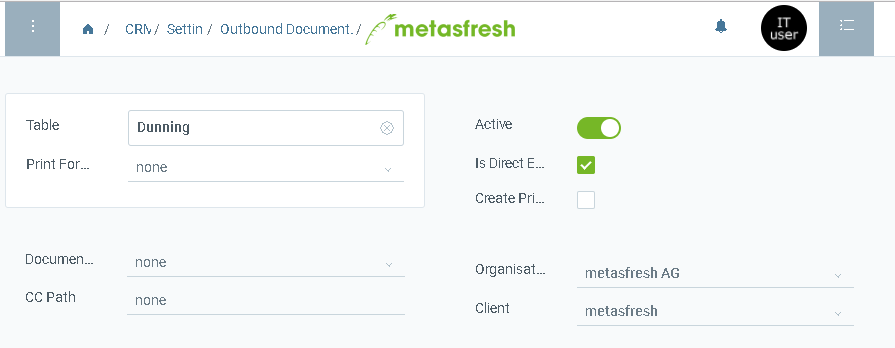 / CRM / Settin / Outbound Document. / metasfresh
IT
user
Table
Dunning
Print For...
none
Active
Is Direct E...
Create Pri...
Documen...
none
CC Path
none
Organisat...
metasfresh AG
Client
metasfresh